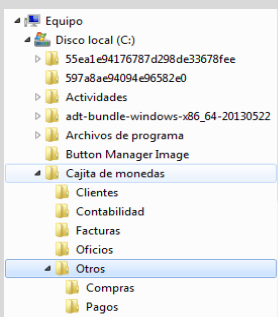 Equipo
Disco local (C:)
55ea1e94176787d298de33678fee
597a8ae94094e96582e0
Actividades
adt-bundle-windows-x86_64-20130522
Archivos de programa
Button Manager Image
Cajita de monedas
Clientes
Contabilidad
Facturas
Oficios
Otros
Compras
Pagos